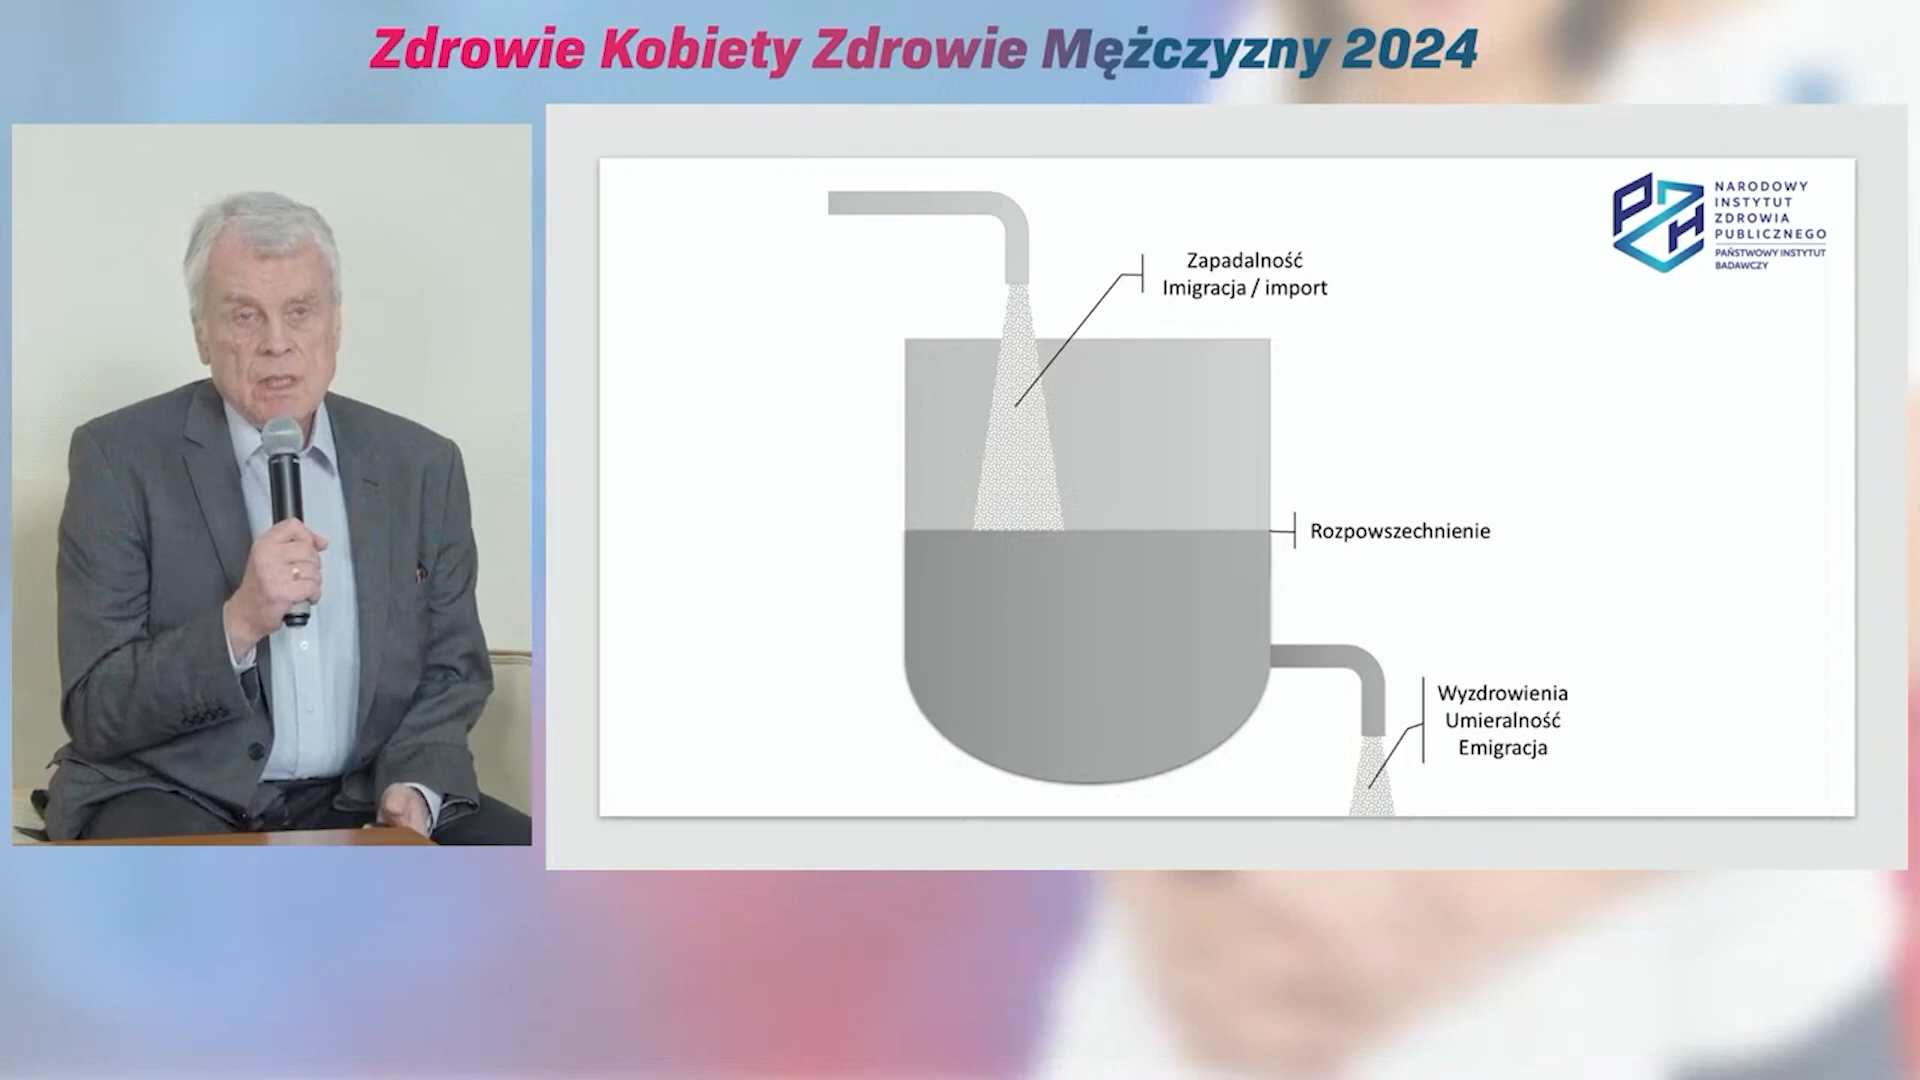 Zdrowie Kobiety Zdrowie Mężczyzny 2024
PZH
NARODOWY
INSTYTUT
ZDROWIA
PUBLICZNEGO
PAŃSTWOWY INSTYTUT
BADAWCZY
Zapadalność
Imigracja / import
Rozpowszechnienie
Wyzdrowienia
Umieralność
Emigracja